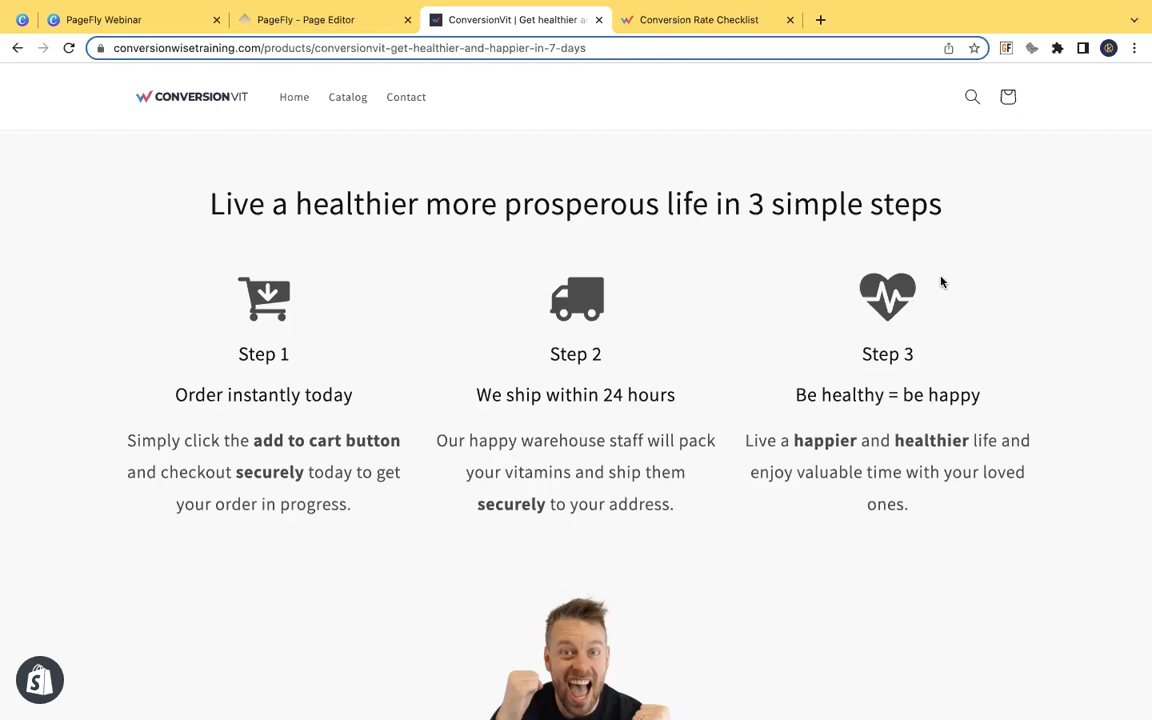 PageFly Webinar
PageFly - Page Editor
ConversionVit | Get healthier a
Conversion Rate Checklist
conversionwisetraining.com/products/conversionvit-get-healthier-and-happier-in-7-days
GF
CONVERSIONVIT
Home
Catalog
Contact
Live a healthier more prosperous life in 3 simple steps
Step 1
Step 2
Step 3
Order instantly today
We ship within 24 hours
Be healthy = be happy
Simply click the add to cart button
and checkout securely today to get
your order in progress.
Our happy warehouse staff will pack
your vitamins and ship them
securely to your address.
Live a happier and healthier life and
enjoy valuable time with your loved
ones.